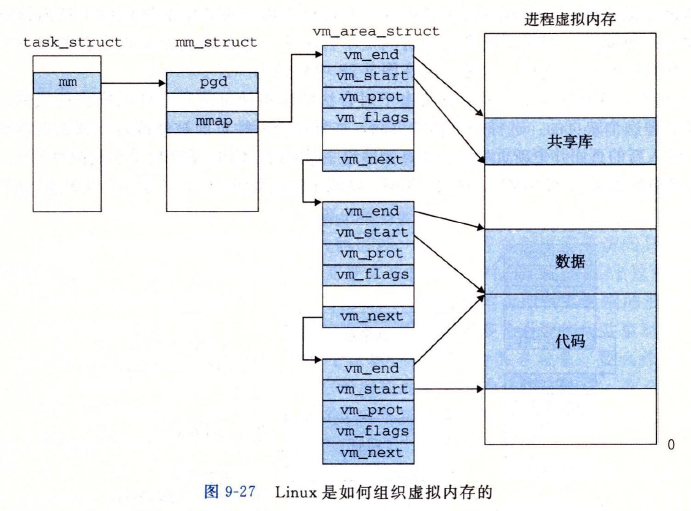 task_struct
mm
mm_struct
pgd
mmap
vm_area_struct
vm_end
vm_start
vm_prot
vm_flags
vm_next
vm_end
vm_start
vm_prot
vm_flags
vm_next
vm_end
vm_start
vm_prot
vm_flags
vm_next
进程虚拟内存
共享库
数据
代码
0
图 9-27 Linux 是如何组织虚拟内存的